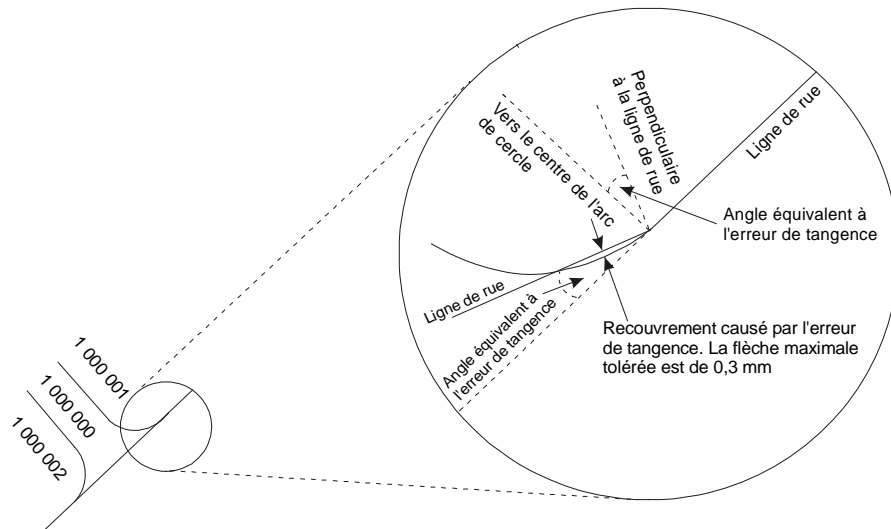 Perpendiculaire
à la ligne de
rue
Vers le centre de l'arc
de cercle
Ligne de rue
Angle équivalent à
l'erreur de tangence
Ligne de rue
Angle équivalent à
l'erreur de tangence
Recouvrement causé par l'erreur
de tangence. La flèche maximale
tolérée est de 0,3 mm
1 000 001
1 000 000
1 000 002